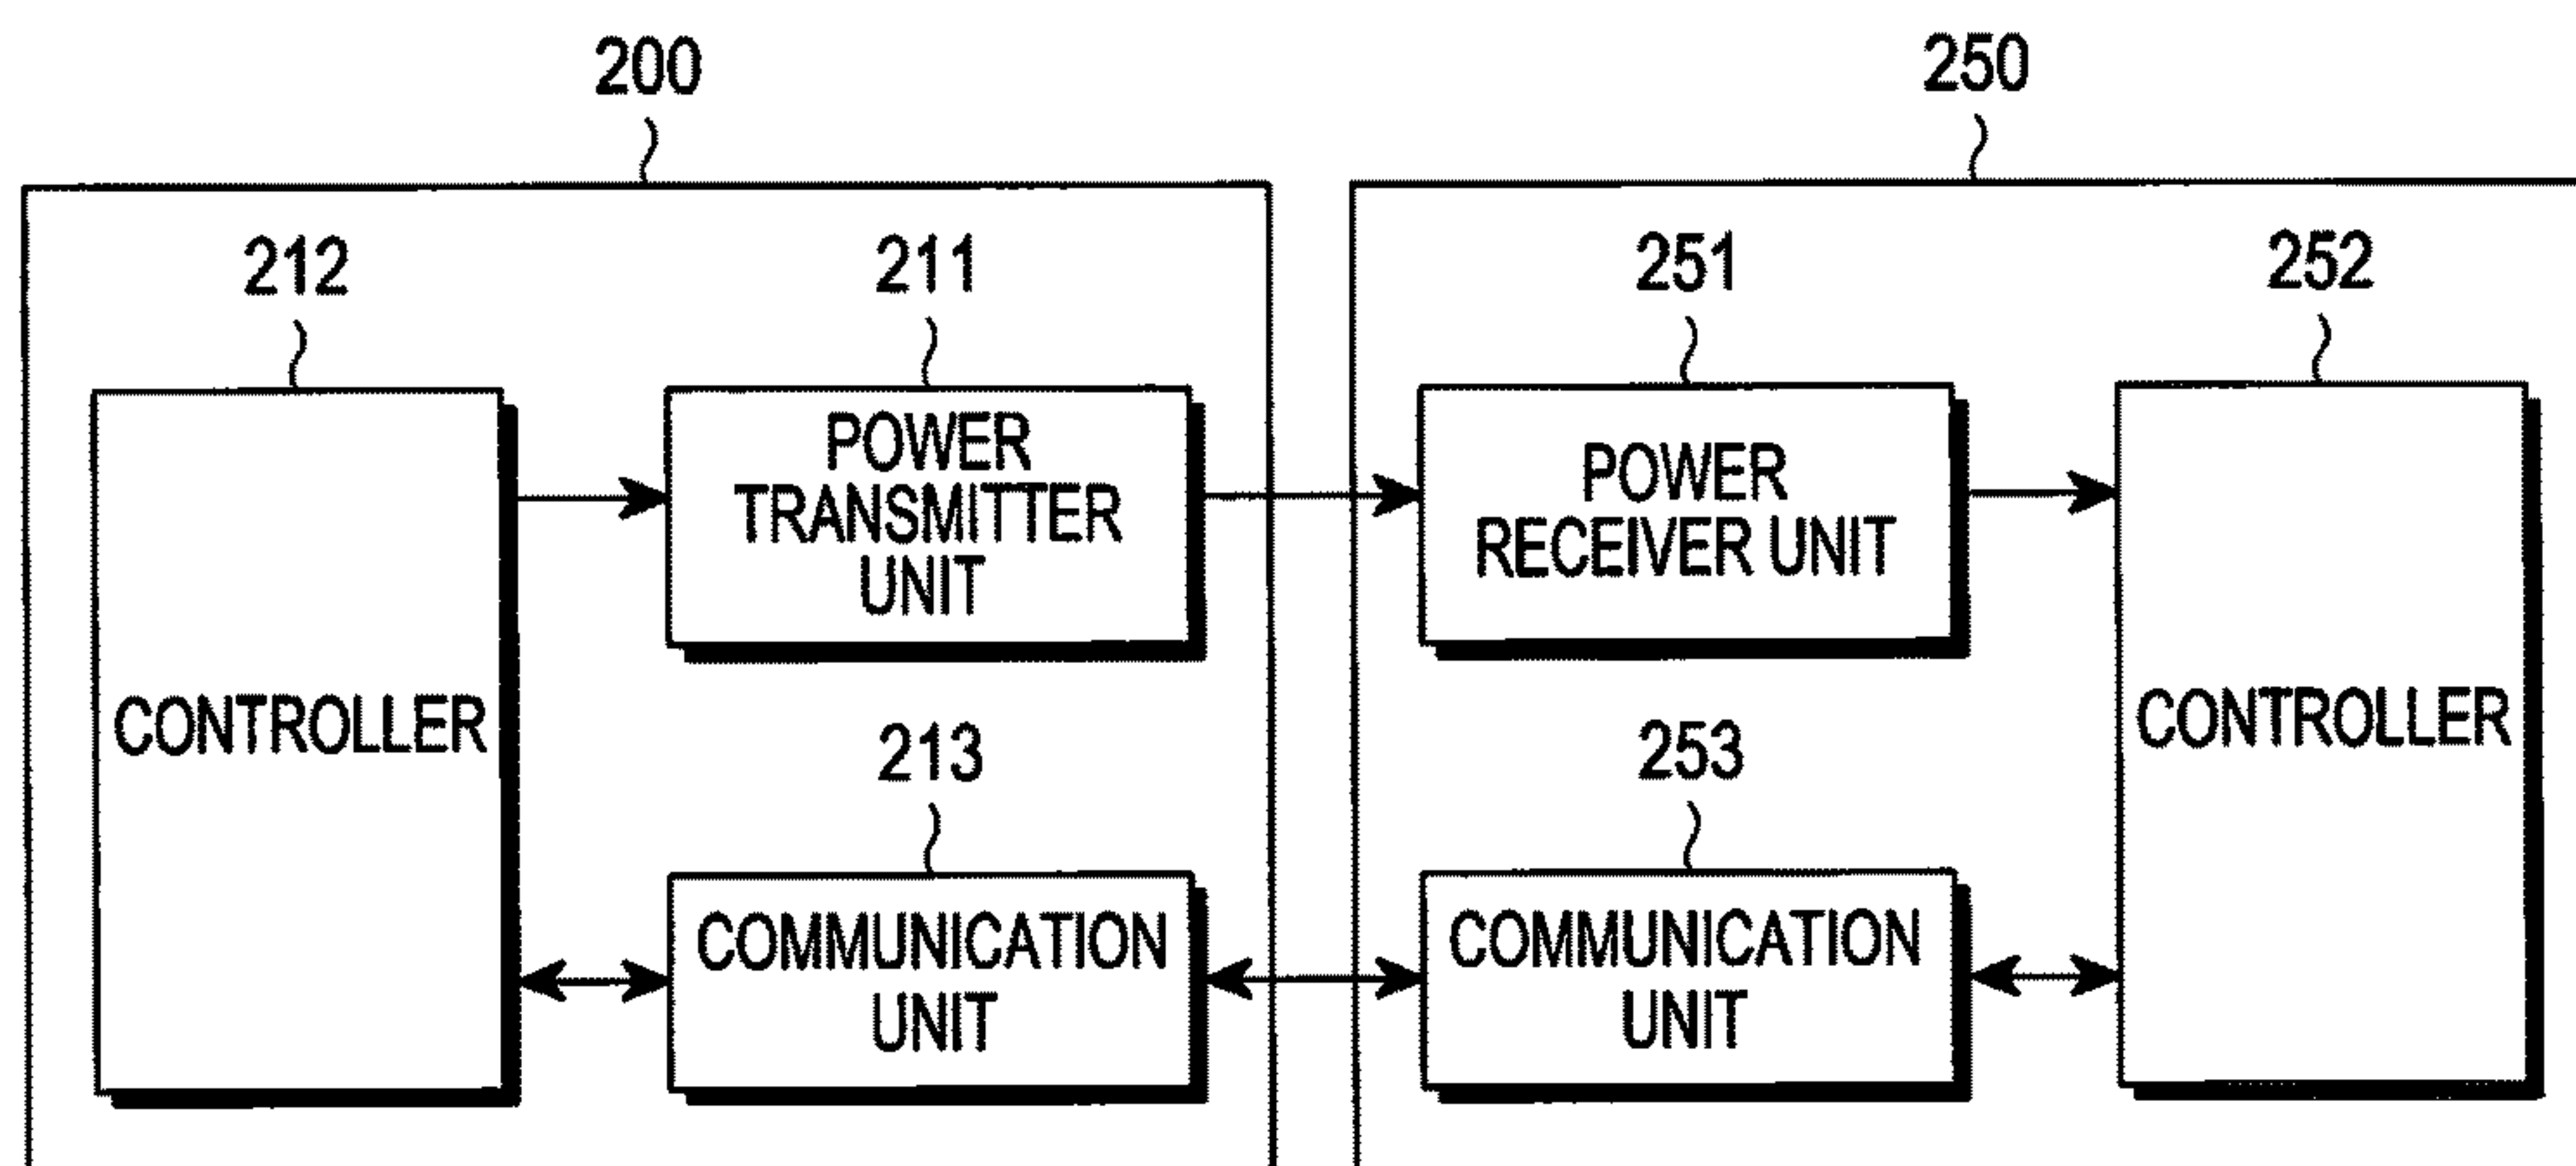 200
250
212
211
251
252
POWER
TRANSMITTER
UNIT
POWER
RECEIVER UNIT
CONTROLLER
CONTROLLER
213
253
COMMUNICATION
UNIT
COMMUNICATION
UNIT